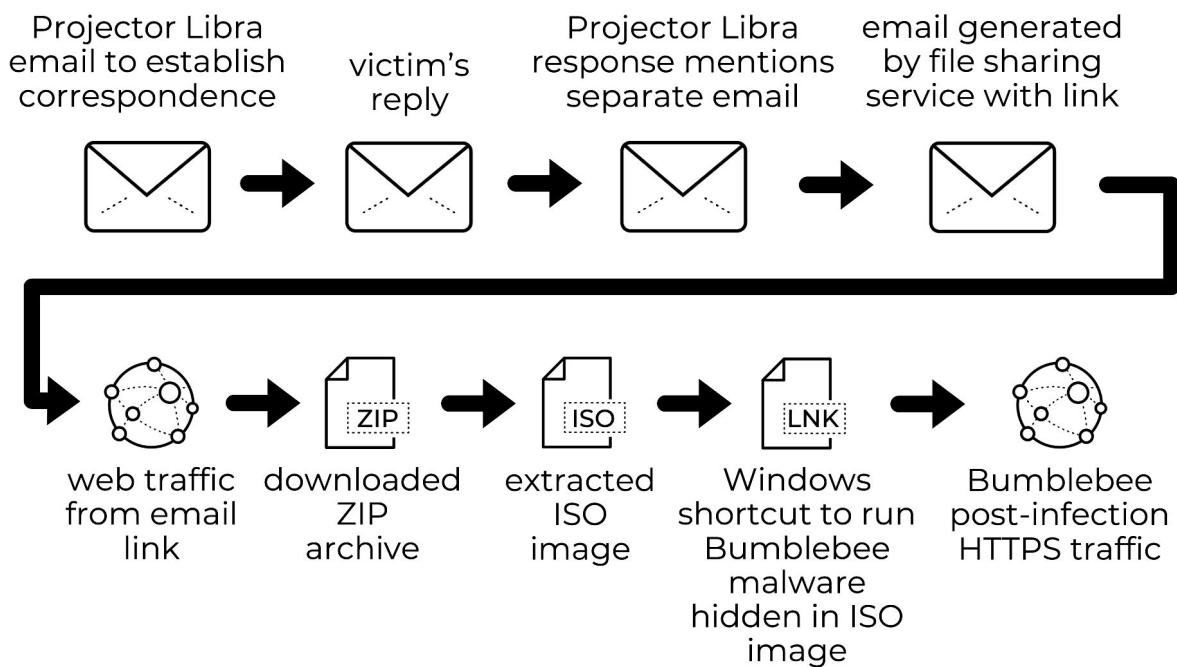 Projector Libra
email to establish
correspondence
victim's
reply
Projector Libra
response mentions
separate email
email generated
by file sharing
service with link
web traffic
from email
link
ZIP
downloaded
ZIP
archive
ISO
extracted
ISO
image
LNK
Windows
shortcut to run
Bumblebee
malware
hidden in ISO
image
Bumblebee
post-infection
HTTPS traffic